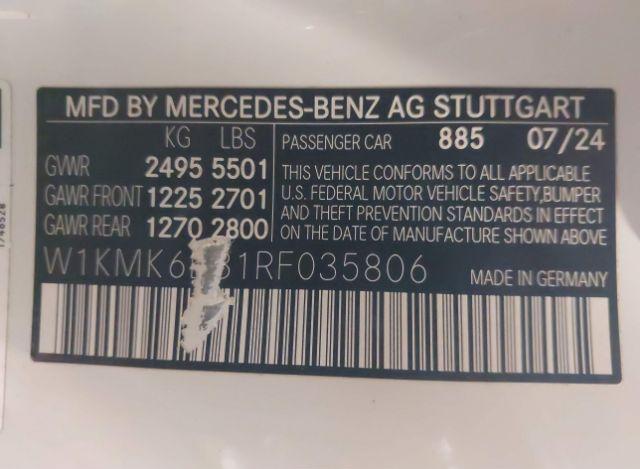 MFD BY MERCEDES-BENZ AG STUTTGART
KG LBS
PASSENGER CAR 885 07/24
GVWR 2495 5501
GAWR FRONT 1225 2701
GAWR REAR 1270 2800
THIS VEHICLE CONFORMS TO ALL APPLICABLE
U.S. FEDERAL MOTOR VEHICLE SAFETY,BUMPER
AND THEFT PREVENTION STANDARDS IN EFFECT
ON THE DATE OF MANUFACTURE SHOWN ABOVE
MADE IN GERMANY